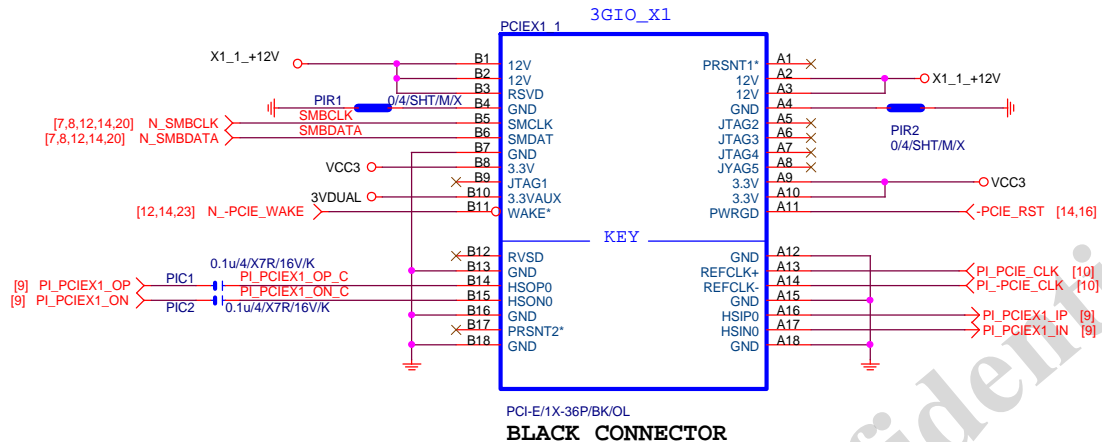 3GIO_X1
PCIEX1_1
X1_1_+12V B1 12V PRSNT1* A1
B2 12V 12V A2 X1_1_+12V
B3 RSVD 12V A3
PIR1 0/4/SHT/M/X B4 GND GND A4
[7,8,12,14,20] N_SMBCLK SMBCLK B5 SMCLK JTAG2 A5
[7,8,12,14,20] N_SMBDATA SMBDATA B6 SMDAT JTAG3 A6 PIR2
B7 GND JTAG4 A7 0/4/SHT/M/X
VCC3 B8 3.3V JYAG5 A8
B9 JTAG1 3.3V A9 VCC3
3VDUAL B10 3.3VAUX 3.3V A10
[12,14,23] N_-PCIE_WAKE B11 WAKE* PWRGD A11 -PCIE_RST [14,16]
KEY
B12 RVSD GND A12
0.1u/4/X7R/16V/K B13 GND REFCLK+ A13 PI_PCIE_CLK [10]
[9] PI_PCIEX1_OP PIC1 PI_PCIEX1_OP_C B14 HSOP0 REFCLK- A14 PI_-PCIE_CLK [10]
[9] PI_PCIEX1_ON PIC2 PI_PCIEX1_ON_C B15 HSON0 GND A15
0.1u/4/X7R/16V/K B16 GND HSIP0 A16 PI_PCIEX1_IP [9]
B17 PRSNT2* HSIN0 A17 PI_PCIEX1_IN [9]
B18 GND GND A18
PCI-E/1X-36P/BK/OL
BLACK CONNECTOR